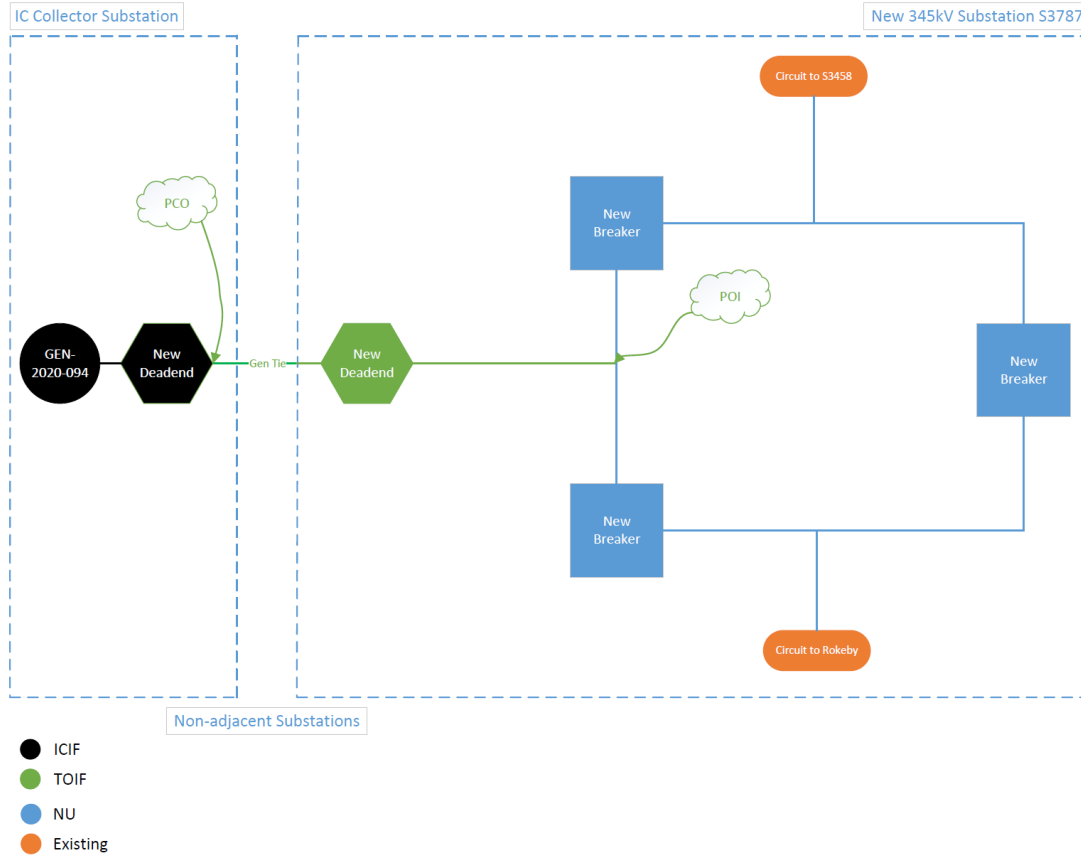 IC Collector Substation
New 345kV Substation S3787
Circuit to S3458
PCO
New
Breaker
POI
GEN-
2020-094
New
Deadend
Gen Tie
New
Deadend
New
Breaker
New
Breaker
Circuit to Rokeby
Non-adjacent Substations
ICIF
TOIF
NU
Existing